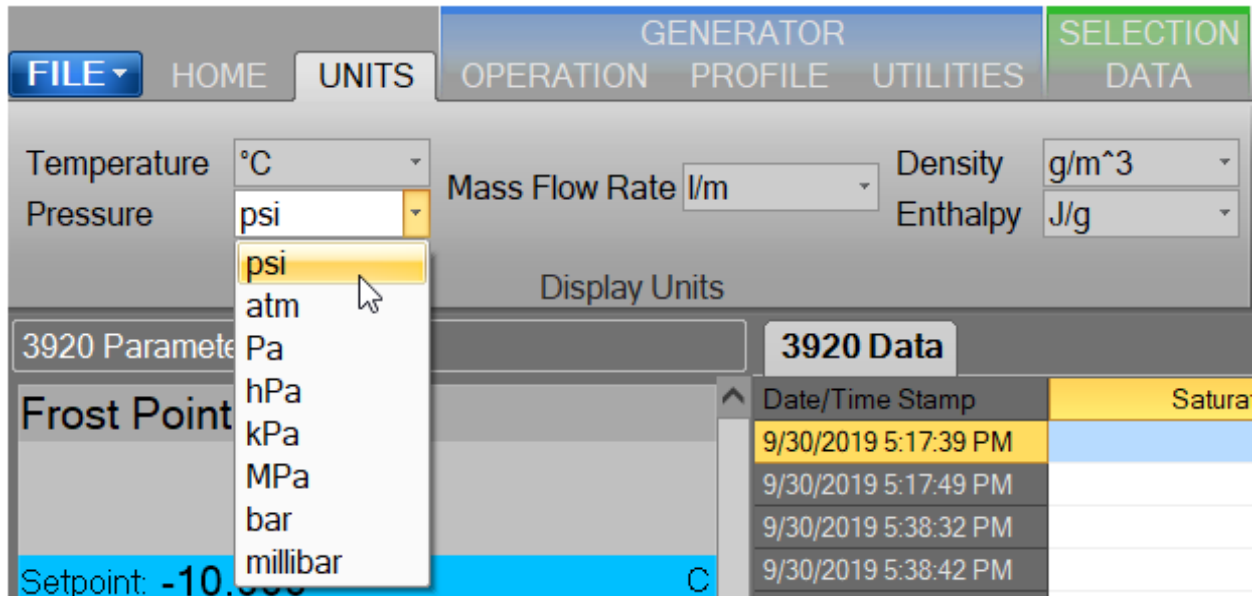 GENERATOR SELECTION
FILE HOME UNITS OPERATION PROFILE UTILITIES DATA
Temperature °C
Pressure psi
Mass Flow Rate l/m
Density g/m^3
Enthalpy J/g
psi
atm
Pa
hPa
kPa
MPa
bar
millibar
Display Units
3920
Frost Point
Setpoint: C
3920 Data
Date/Time Stamp
9/30/2019 5:17:39 PM
9/30/2019 5:17:49 PM
9/30/2019 5:38:32 PM
9/30/2019 5:38:42 PM